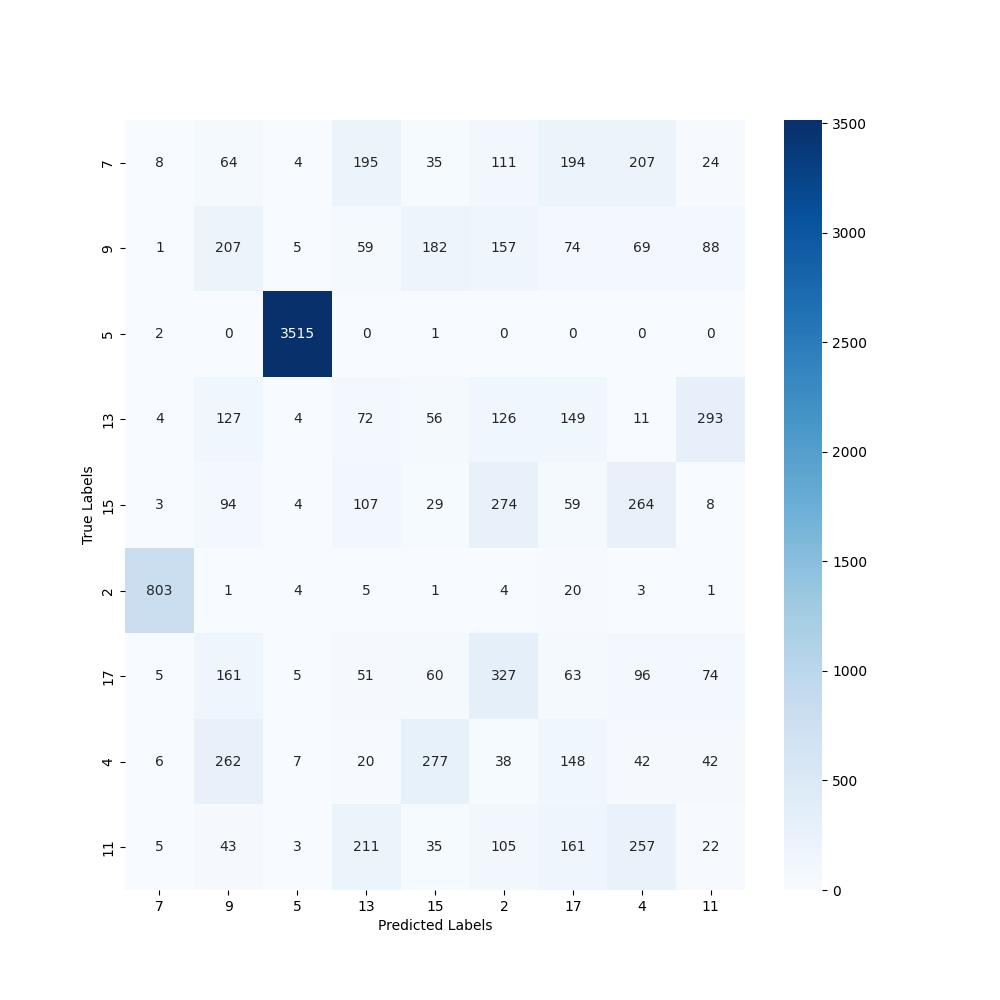 7 8 64 4 195 35 111 194 207 24
9 1 207 5 59 182 157 74 69 88
5 2 0 3515 0 1 0 0 0 0
13 4 127 4 72 56 126 149 11 293
15 3 94 4 107 29 274 59 264 8
2 803 1 4 5 1 4 20 3 1
17 5 161 5 51 60 327 63 96 74
4 6 262 7 20 277 38 148 42 42
11 5 43 3 211 35 105 161 257 22
7 9 5 13 15 2 17 4 11
True Labels
Predicted Labels
3500
3000
2500
2000
1500
1000
500
0